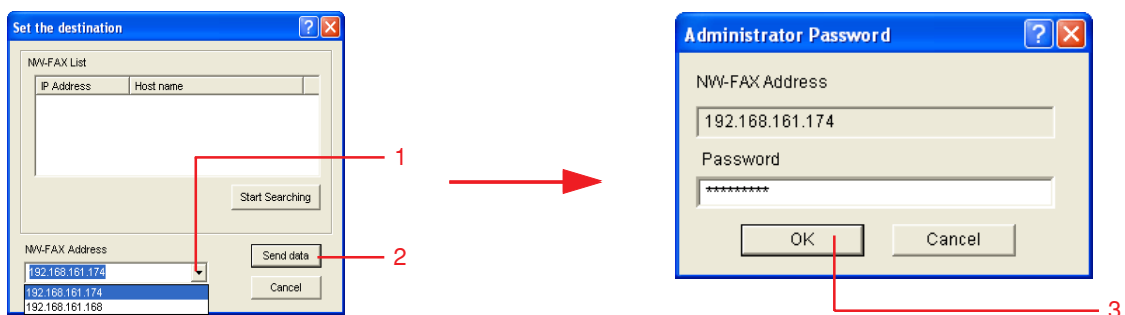 Set the destination
NW-FAX List
IP Address Host name
Start Searching
NW-FAX Address
192.168.161.174
192.168.161.174
192.168.161.168
Send data
Cancel
1
2
Administrator Password
NW-FAX Address
192.168.161.174
Password
*********
OK Cancel
3